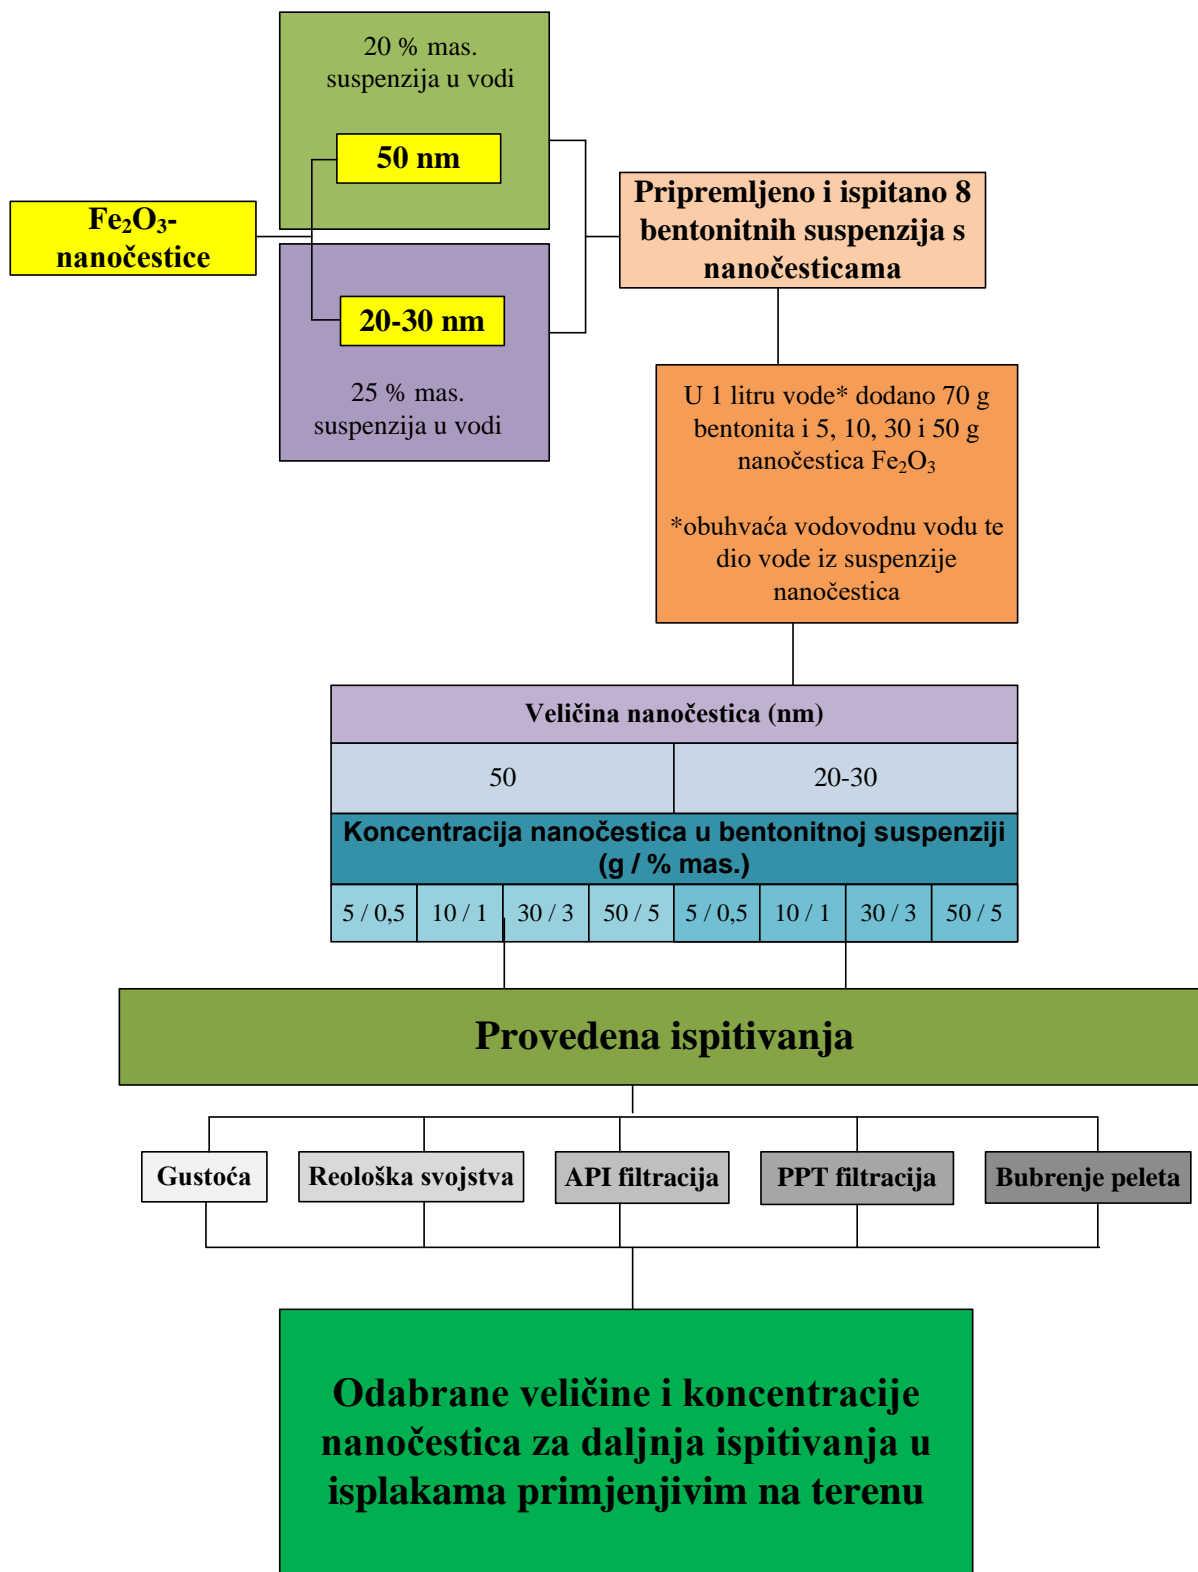 20 % mas.
suspenzija u vodi
50 nm
Fe₂O₃-
nanočestice
20-30 nm
25 % mas.
suspenzija u vodi
Pripremljeno i ispitano 8
bentonitnih suspenzija s
nanočesticama
U 1 litru vode* dodano 70 g
bentonita i 5, 10, 30 i 50 g
nanočestica Fe₂O₃
*obuhvaća vodovodnu vodu te
dio vode iz suspenzije
nanočestica
Veličina nanočestica (nm)
50 20-30
Koncentracija nanočestica u bentonitnoj suspenziji
(g / % mas.)
5 / 0,5 10 / 1 30 / 3 50 / 5 5 / 0,5 10 / 1 30 / 3 50 / 5
Provedena ispitivanja
Gustoća Reološka svojstva API filtracija PPT filtracija Bubrenje peleta
Odabrane veličine i koncentracije
nanočestica za daljnja ispitivanja u
isplakama primjenjivim na terenu